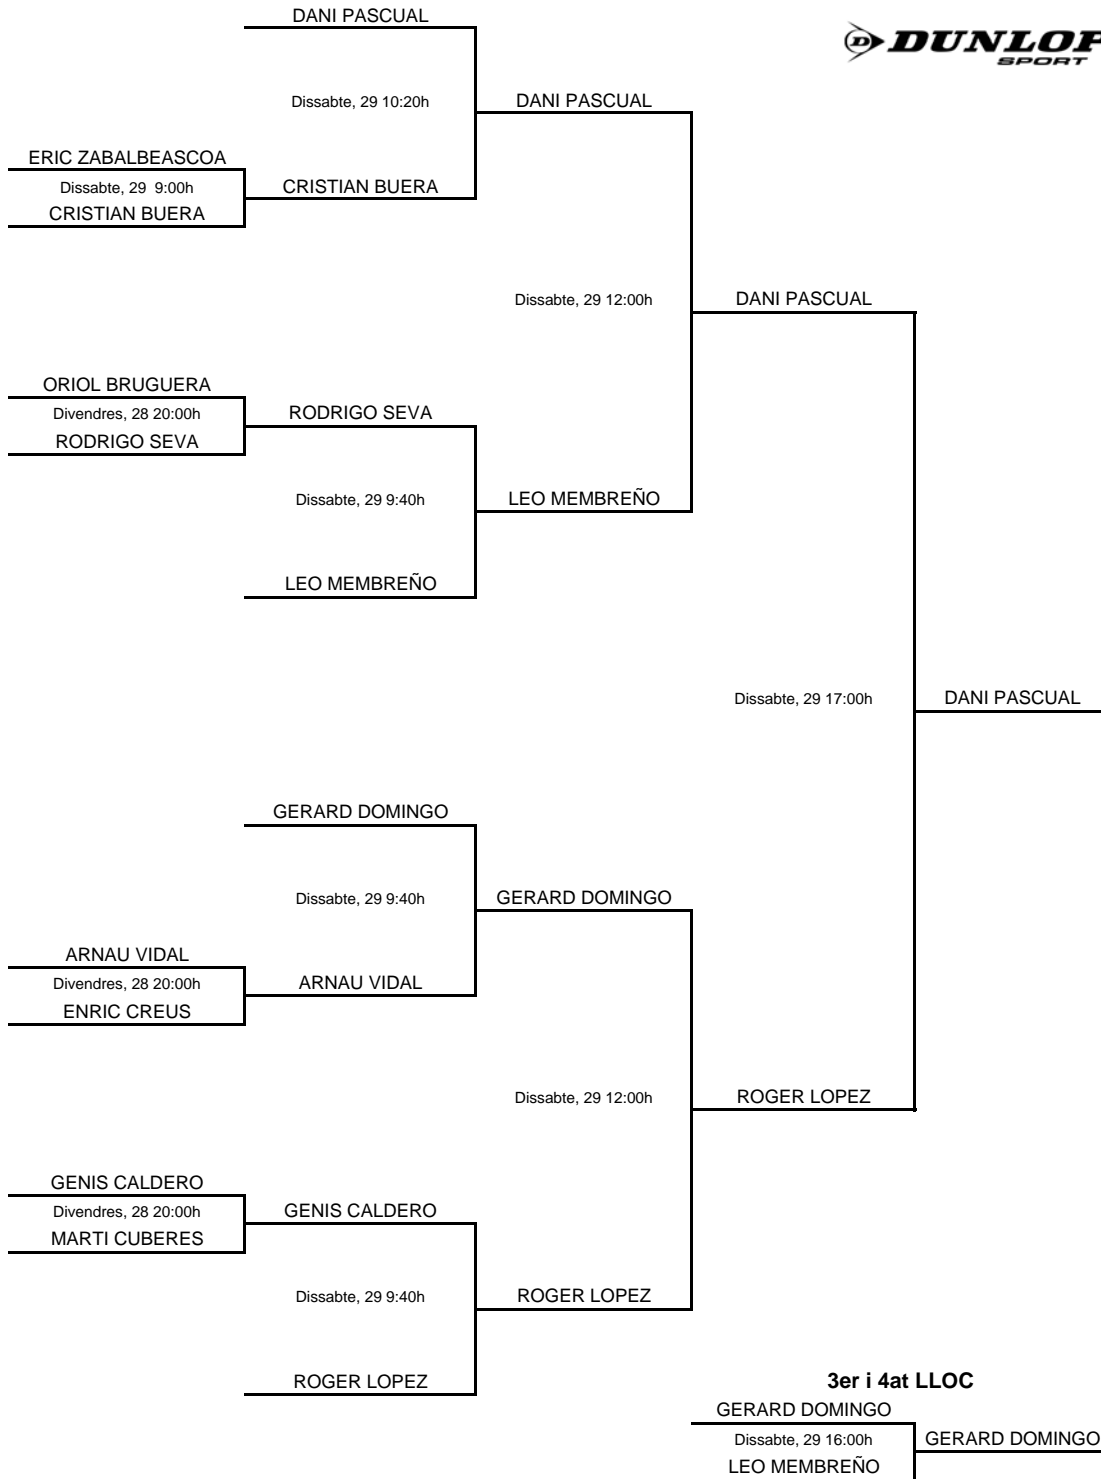 DANI PASCUAL
DUNLOP
SPORT
Dissabte, 29 10:20h
DANI PASCUAL
ERIC ZABALBEASCOA
Dissabte, 29  9:00h
CRISTIAN BUERA
CRISTIAN BUERA
Dissabte, 29 12:00h
DANI PASCUAL
ORIOL BRUGUERA
Divendres, 28 20:00h
RODRIGO SEVA
RODRIGO SEVA
Dissabte, 29 9:40h
LEO MEMBREÑO
LEO MEMBREÑO
Dissabte, 29 17:00h
DANI PASCUAL
GERARD DOMINGO
Dissabte, 29 9:40h
GERARD DOMINGO
ARNAU VIDAL
Divendres, 28 20:00h
ARNAU VIDAL
ENRIC CREUS
Dissabte, 29 12:00h
ROGER LOPEZ
GENIS CALDERO
Divendres, 28 20:00h
GENIS CALDERO
MARTI CUBERES
Dissabte, 29 9:40h
ROGER LOPEZ
ROGER LOPEZ
3er i 4at LLOC
GERARD DOMINGO
Dissabte, 29 16:00h
GERARD DOMINGO
LEO MEMBREÑO